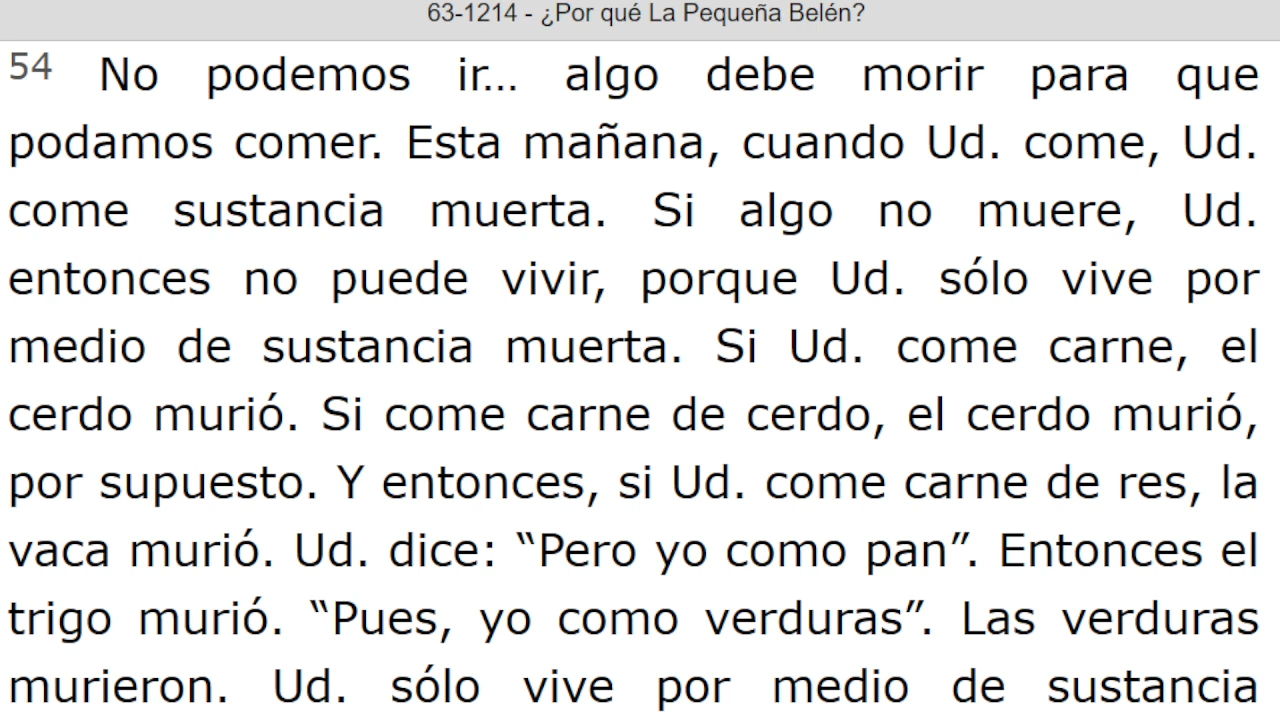 63-1214 - ¿Por qué La Pequeña Belén?
54 No podemos ir... algo debe morir para que
podamos comer. Esta mañana, cuando Ud. come, Ud.
come sustancia muerta. Si algo no muere, Ud.
entonces no puede vivir, porque Ud. sólo vive por
medio de sustancia muerta. Si Ud. come carne, el
cerdo murió. Si come carne de cerdo, el cerdo murió,
por supuesto. Y entonces, si Ud. come carne de res, la
vaca murió. Ud. dice: “Pero yo como pan”. Entonces el
trigo murió. “Pues, yo como verduras”. Las verduras
murieron. Ud. sólo vive por medio de sustancia